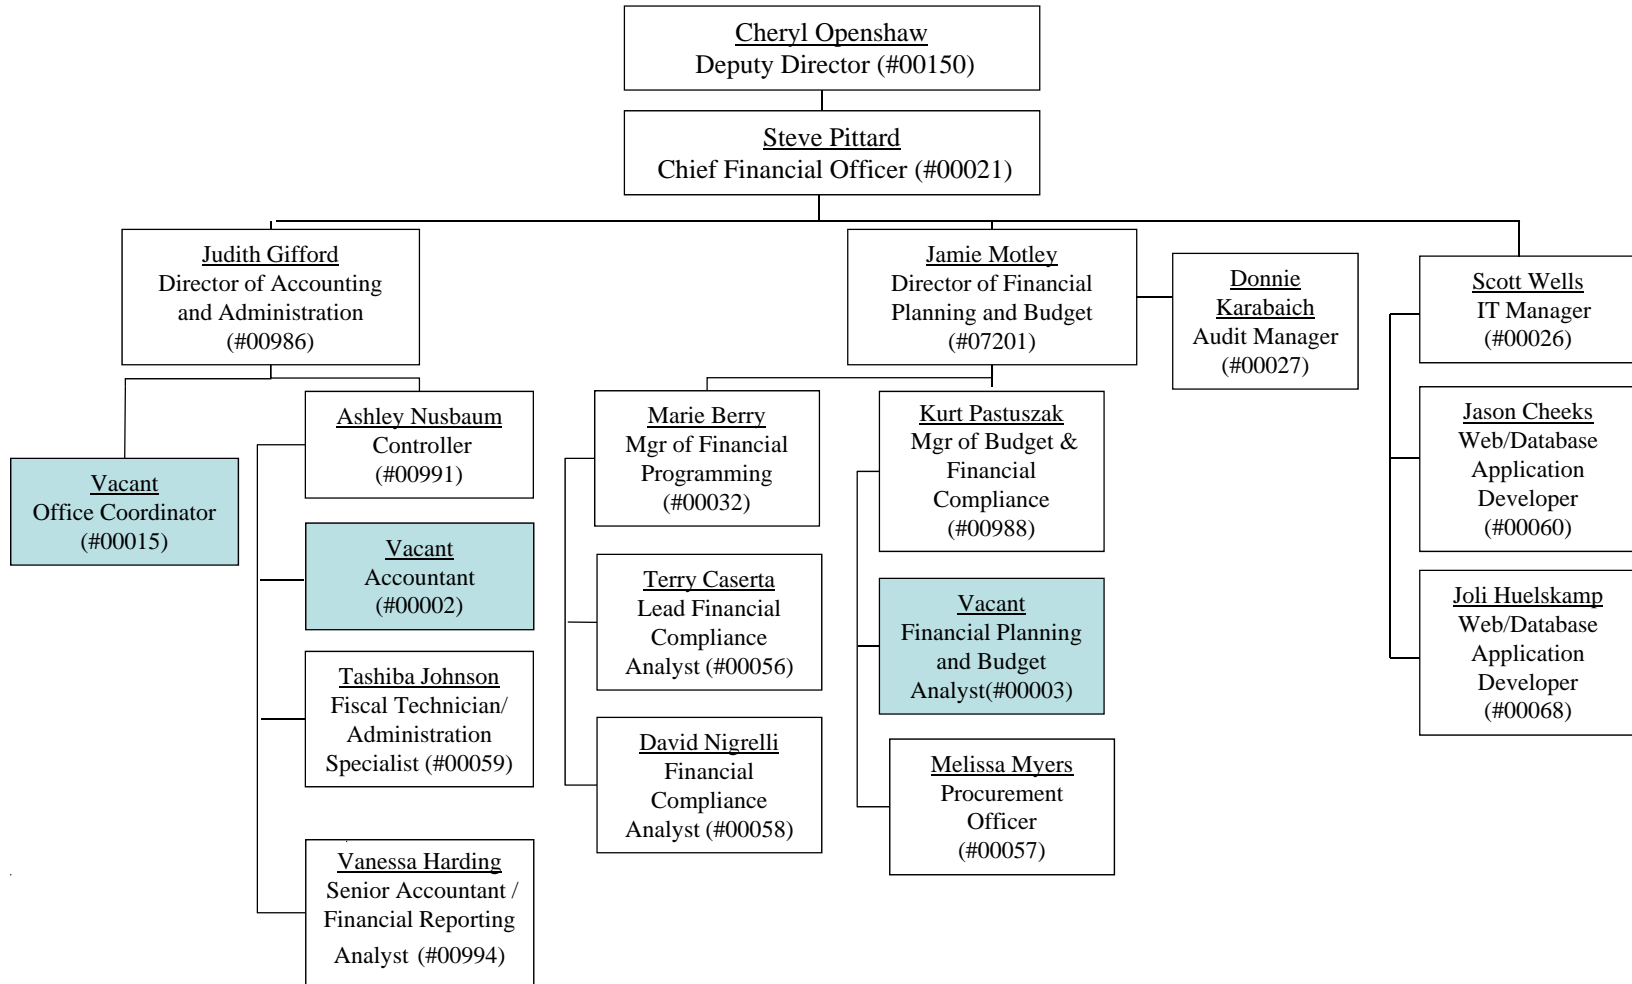 Cheryl Openshaw
Deputy Director (#00150)
Steve Pittard
Chief Financial Officer (#00021)
Judith Gifford
Director of Accounting
and Administration
(#00986)
Jamie Motley
Director of Financial
Planning and Budget
(#07201)
Donnie
Karabaich
Audit Manager
(#00027)
Scott Wells
IT Manager
(#00026)
Vacant
Office Coordinator
(#00015)
Ashley Nusbaum
Controller
(#00991)
Vacant
Accountant
(#00002)
Tashiba Johnson
Fiscal Technician/
Administration
Specialist (#00059)
Vanessa Harding
Senior Accountant /
Financial Reporting
Analyst (#00994)
Marie Berry
Mgr of Financial
Programming
(#00032)
Terry Caserta
Lead Financial
Compliance
Analyst (#00056)
David Nigrelli
Financial
Compliance
Analyst (#00058)
Kurt Pastuszak
Mgr of Budget &
Financial
Compliance
(#00988)
Vacant
Financial Planning
and Budget
Analyst(#00003)
Melissa Myers
Procurement
Officer
(#00057)
Jason Cheeks
Web/Database
Application
Developer
(#00060)
Joli Huelskamp
Web/Database
Application
Developer
(#00068)